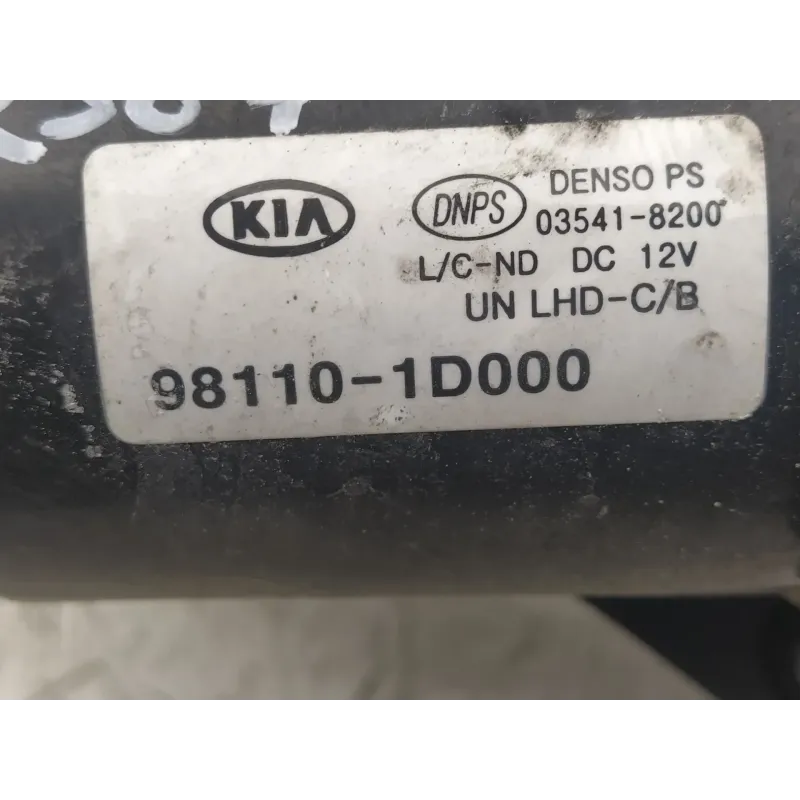 KIA
DNPS
DENSO PS
03541-8200
L/C-ND DC 12V
UN LHD-C/B
98110-1D000